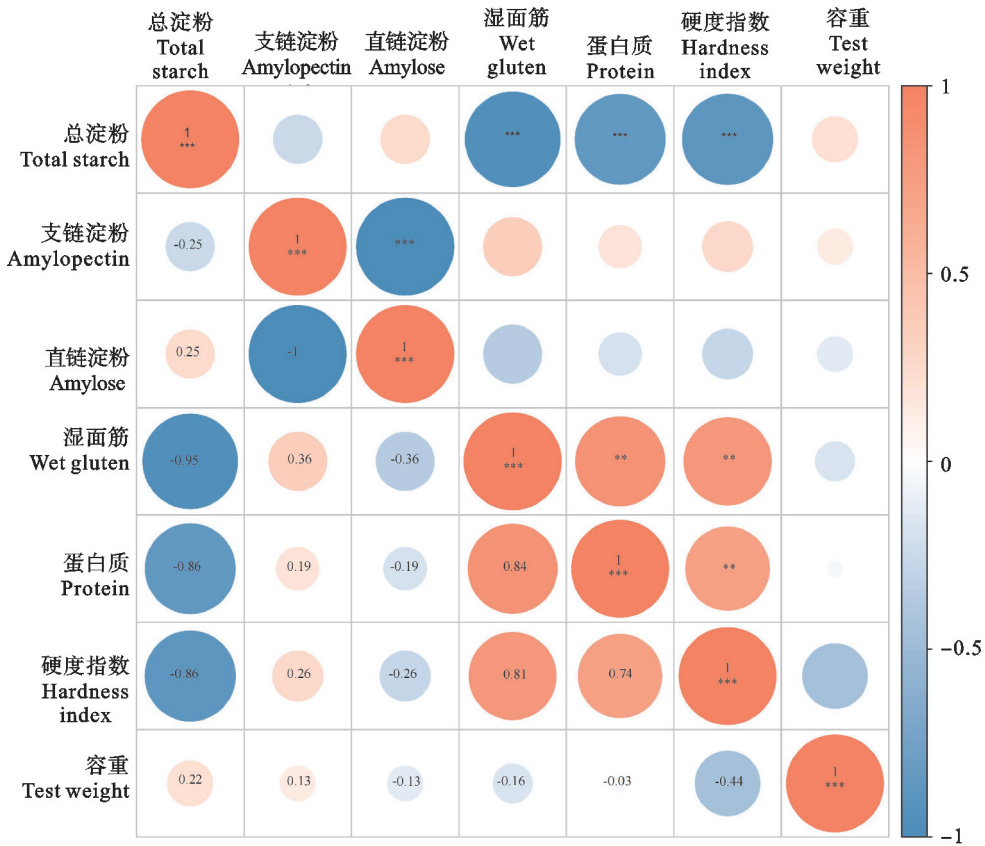 总淀粉
Total
starch
支链淀粉
Amylopectin
直链淀粉
Amylose
湿面筋
Wet
gluten
蛋白质
Protein
硬度指数
Hardness
index
容重
Test
weight
总淀粉
Total starch
1
***
***
***
***
支链淀粉
Amylopectin
-0.25
1
***
***
直链淀粉
Amylose
0.25
-1
1
***
湿面筋
Wet gluten
-0.95
0.36
-0.36
1
***
**
**
蛋白质
Protein
-0.86
0.19
-0.19
0.84
1
***
**
硬度指数
Hardness
index
-0.86
0.26
-0.26
0.81
0.74
1
***
容重
Test weight
0.22
0.13
-0.13
-0.16
-0.03
-0.44
1
***
1
0.5
0
-0.5
-1